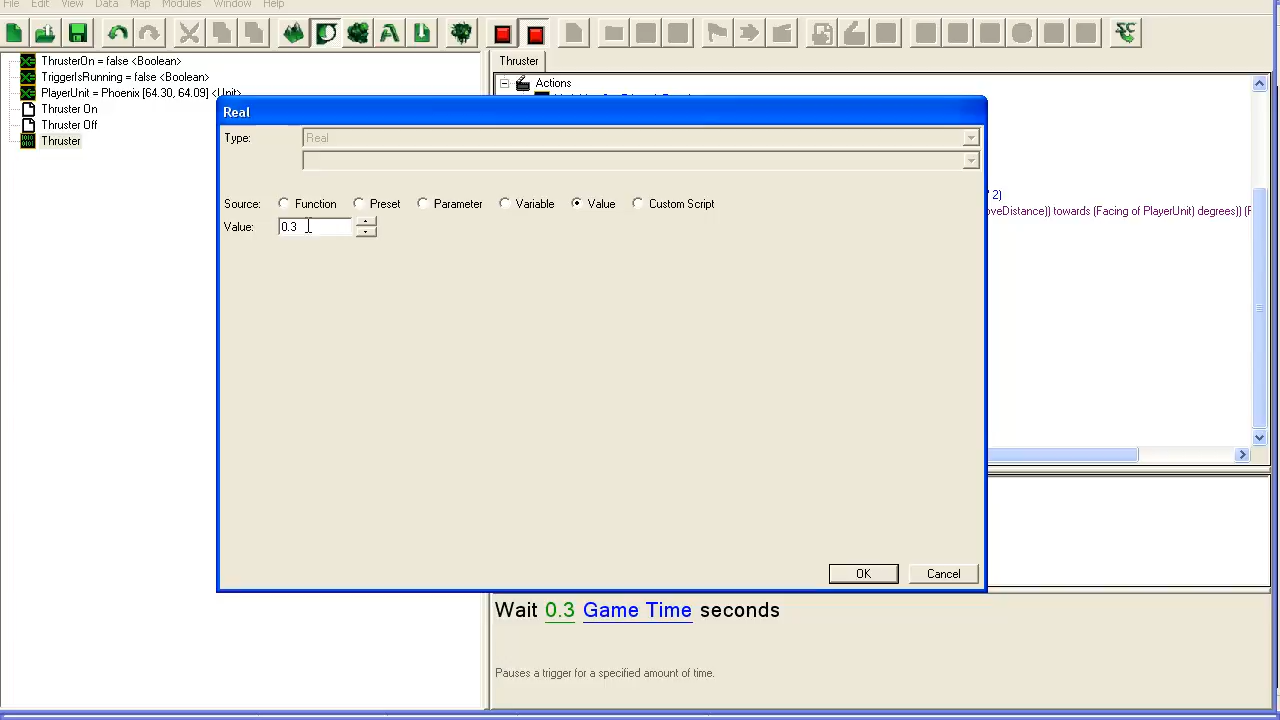 File Edit View Data Map Modules Window Help
ThrusterOn = false <Boolean>
TriggerIsRunning = false <Boolean>
PlayerUnit = Phoenix [64.30, 64.09] <Unit>
Thruster On
Thruster Off
Thruster
Thruster
Actions
2)
oveDistance)) towards (Facing of PlayerUnit) degrees)) (F
Real
Type: Real
Source: Function Preset Parameter Variable Value Custom Script
Value: 0.3
OK Cancel
Wait 0.3 Game Time seconds
Pauses a trigger for a specified amount of time.